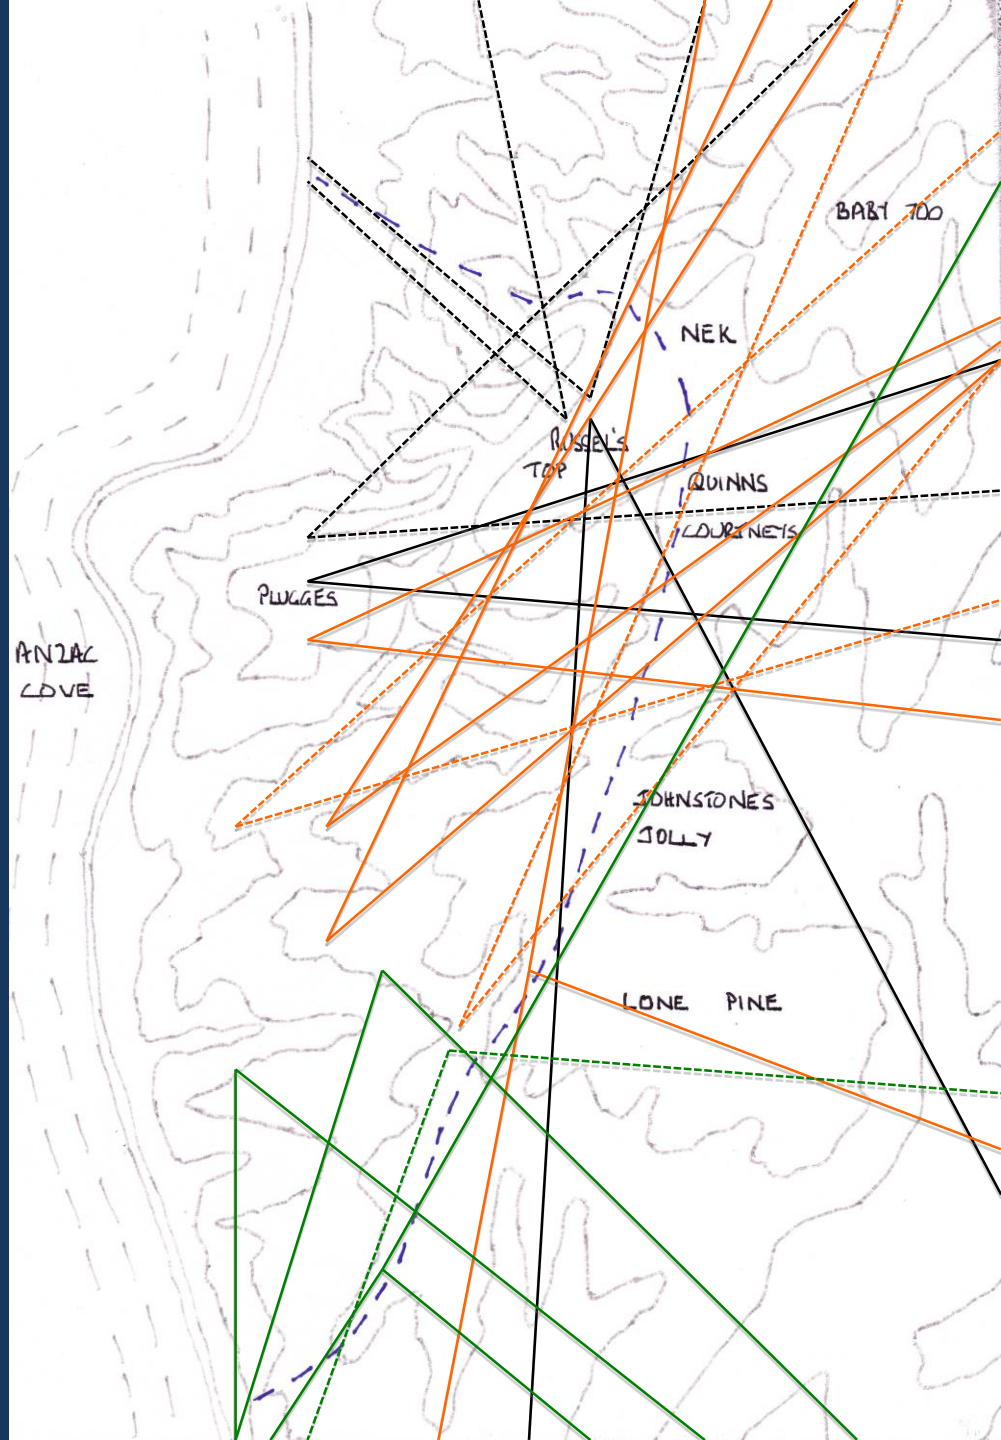 BABY 700
NEK
RUSSEL'S
TOP
QUINNS
COURTNEYS
PLUGGES
ANZAC
COVE
JOHNSTONES
JOLLY
LONE PINE